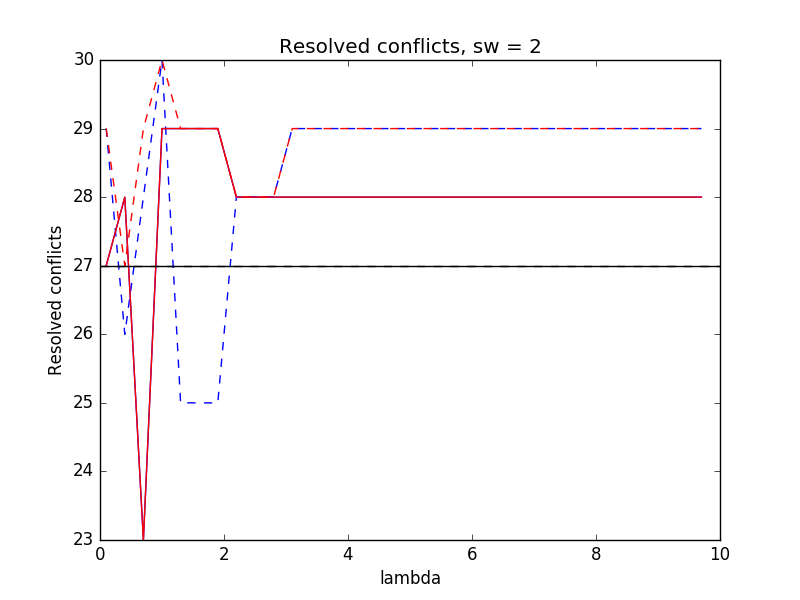 Resolved conflicts, sw = 2
30
29
28
27
26
25
24
23
Resolved conflicts
0 2 4 6 8 10
lambda